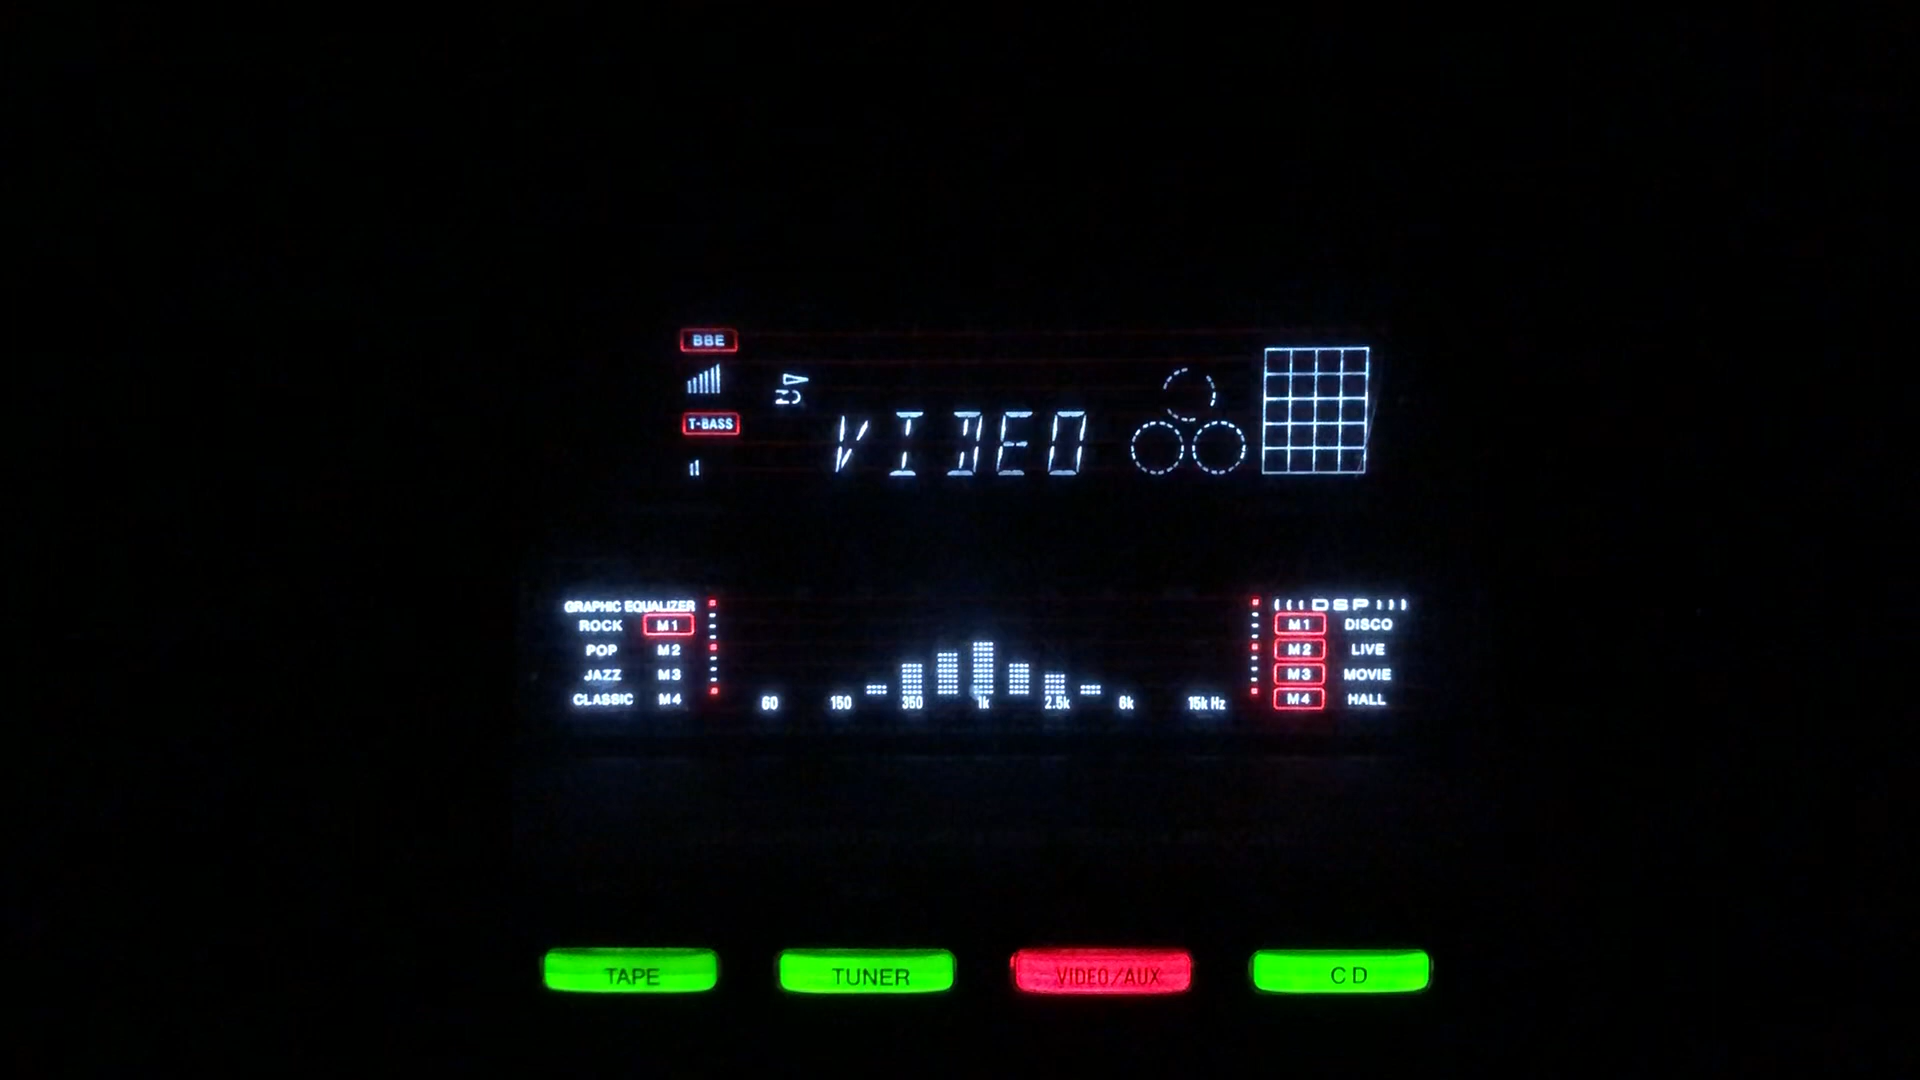 BBE
T-BASS
VIDEO
GRAPHIC EQUALIZER
ROCK M1
POP M2
JAZZ M3
CLASSIC M4
60 150 350 1k 2.5k 6k 15k Hz
DSP
M1 DISCO
M2 LIVE
M3 MOVIE
M4 HALL
TAPE
TUNER
VIDEO/AUX
CD